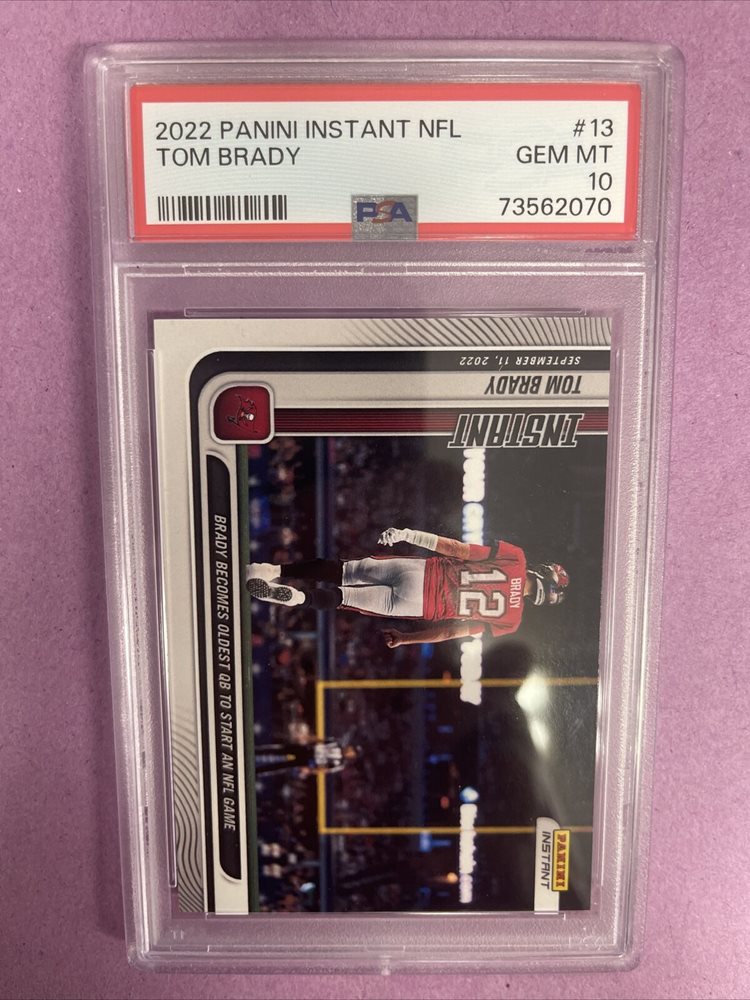 2022 PANINI INSTANT NFL #13
TOM BRADY GEM MT
10
PSA 73562070
SEPTEMBER 11, 2022
TOM BRADY
INSTANT
BRADY BECOMES OLDEST QB TO START AN NFL GAME
BRADY
12
PANINI
INSTANT